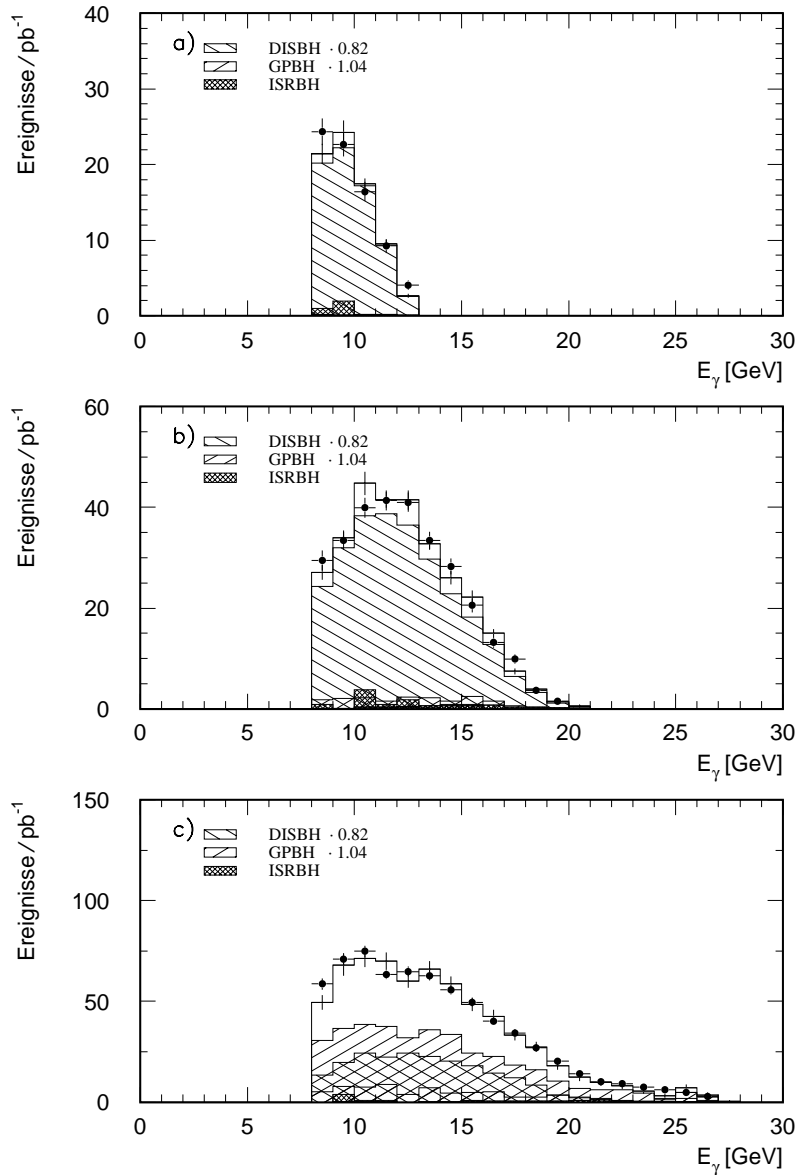 40
30
20
10
0
Ereignisse / pb⁻¹
a)
DISBH · 0.82
GPBH · 1.04
ISRBH
0 5 10 15 20 25 30
E_γ [GeV]
60
40
20
0
Ereignisse / pb⁻¹
b)
DISBH · 0.82
GPBH · 1.04
ISRBH
0 5 10 15 20 25 30
E_γ [GeV]
150
100
50
0
Ereignisse / pb⁻¹
c)
DISBH · 0.82
GPBH · 1.04
ISRBH
0 5 10 15 20 25 30
E_γ [GeV]